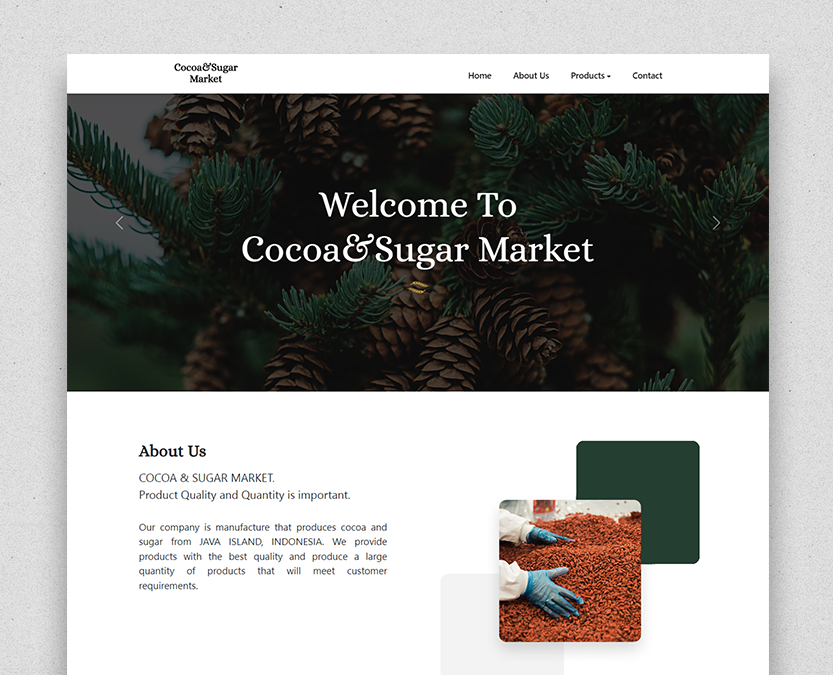 Cocoa&Sugar
Market
Home About Us Products Contact
Welcome To
Cocoa&Sugar Market
About Us
COCOA & SUGAR MARKET.
Product Quality and Quantity is important.
Our company is manufacture that produces cocoa and
sugar from JAVA ISLAND, INDONESIA. We provide
products with the best quality and produce a large
quantity of products that will meet customer
requirements.